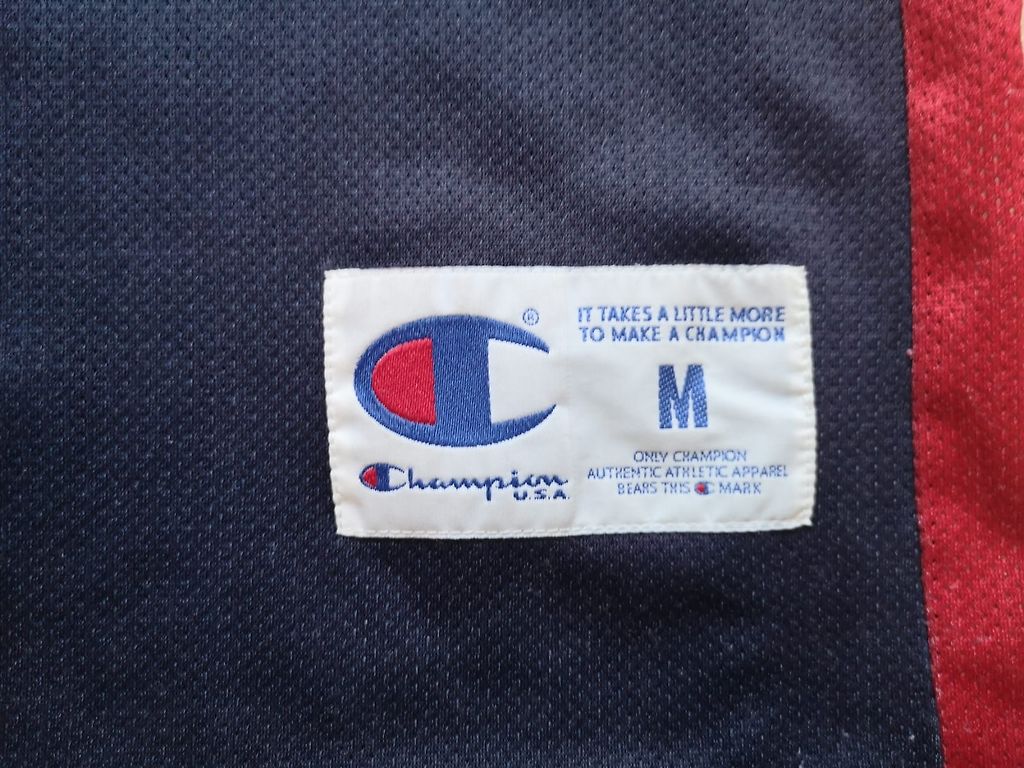 ®
Champion
U.S.A.
IT TAKES A LITTLE MORE
TO MAKE A CHAMPION
M
ONLY CHAMPION
AUTHENTIC ATHLETIC APPAREL
BEARS THIS C MARK